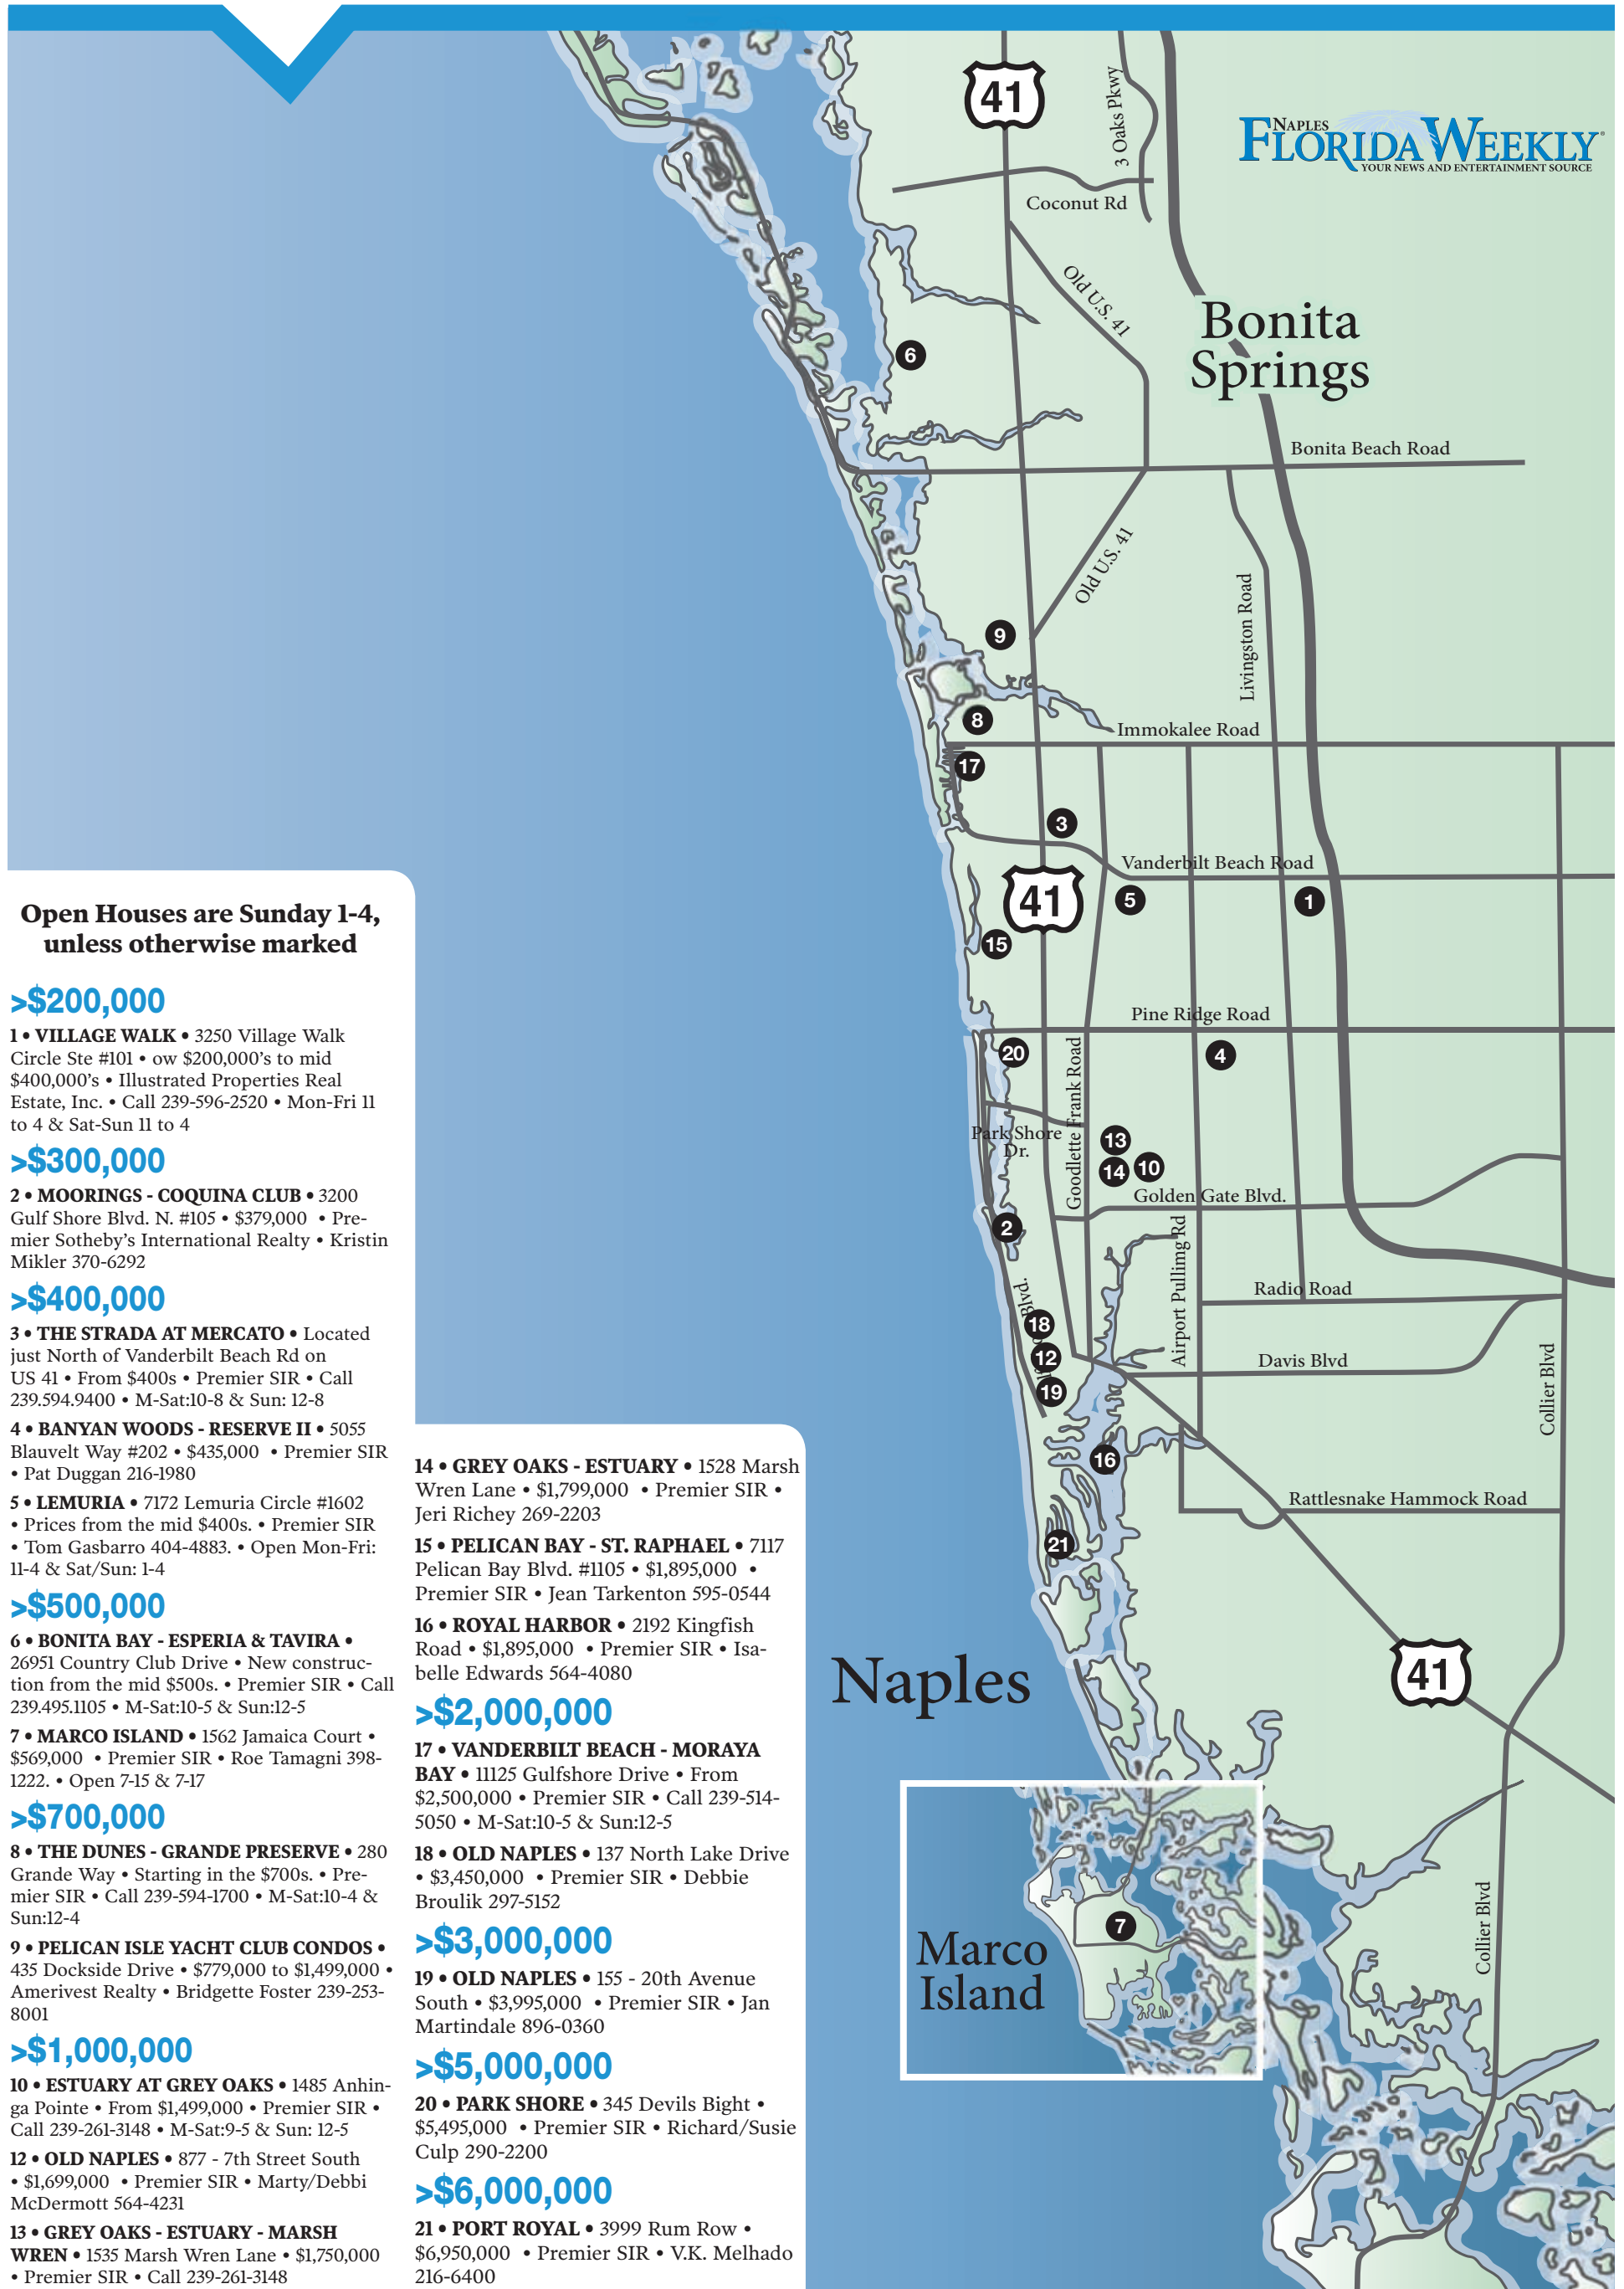 41
3 Oaks Pkwy
NAPLES
FLORIDA WEEKLY®
YOUR NEWS AND ENTERTAINMENT SOURCE
Coconut Rd
Old U.S. 41
Bonita
Springs
6
Bonita Beach Road
Old U.S. 41
Livingston Road
9
8
Immokalee Road
17
3
Vanderbilt Beach Road
41
5
1
15
Pine Ridge Road
20
4
Goodlette Frank Road
Park Shore
Dr.
13
14
10
Golden Gate Blvd.
2
Airport Pullimg Rd
Radio Road
Blvd.
18
12
19
Davis Blvd
Collier Blvd
16
Rattlesnake Hammock Road
21
Naples
41
Marco
Island
7
Collier Blvd
Open Houses are Sunday 1-4,
unless otherwise marked
>$200,000
1 • VILLAGE WALK • 3250 Village Walk
Circle Ste #101 • ow $200,000's to mid
$400,000's • Illustrated Properties Real
Estate, Inc. • Call 239-596-2520 • Mon-Fri 11
to 4 & Sat-Sun 11 to 4
>$300,000
2 • MOORINGS - COQUINA CLUB • 3200
Gulf Shore Blvd. N. #105 • $379,000 • Pre-
mier Sotheby's International Realty • Kristin
Mikler 370-6292
>$400,000
3 • THE STRADA AT MERCATO • Located
just North of Vanderbilt Beach Rd on
US 41 • From $400s • Premier SIR • Call
239.594.9400 • M-Sat:10-8 & Sun: 12-8
4 • BANYAN WOODS - RESERVE II • 5055
Blauvelt Way #202 • $435,000 • Premier SIR
• Pat Duggan 216-1980
5 • LEMURIA • 7172 Lemuria Circle #1602
• Prices from the mid $400s. • Premier SIR
• Tom Gasbarro 404-4883. • Open Mon-Fri:
11-4 & Sat/Sun: 1-4
>$500,000
6 • BONITA BAY - ESPERIA & TAVIRA •
26951 Country Club Drive • New construc-
tion from the mid $500s. • Premier SIR • Call
239.495.1105 • M-Sat:10-5 & Sun:12-5
7 • MARCO ISLAND • 1562 Jamaica Court •
$569,000 • Premier SIR • Roe Tamagni 398-
1222. • Open 7-15 & 7-17
>$700,000
8 • THE DUNES - GRANDE PRESERVE • 280
Grande Way • Starting in the $700s. • Pre-
mier SIR • Call 239-594-1700 • M-Sat:10-4 &
Sun:12-4
9 • PELICAN ISLE YACHT CLUB CONDOS •
435 Dockside Drive • $779,000 to $1,499,000 •
Amerivest Realty • Bridgette Foster 239-253-
8001
>$1,000,000
10 • ESTUARY AT GREY OAKS • 1485 Anhin-
ga Pointe • From $1,499,000 • Premier SIR •
Call 239-261-3148 • M-Sat:9-5 & Sun: 12-5
12 • OLD NAPLES • 877 - 7th Street South
• $1,699,000 • Premier SIR • Marty/Debbi
McDermott 564-4231
13 • GREY OAKS - ESTUARY - MARSH
WREN • 1535 Marsh Wren Lane • $1,750,000
• Premier SIR • Call 239-261-3148
14 • GREY OAKS - ESTUARY • 1528 Marsh
Wren Lane • $1,799,000 • Premier SIR •
Jeri Richey 269-2203
15 • PELICAN BAY - ST. RAPHAEL • 7117
Pelican Bay Blvd. #1105 • $1,895,000 •
Premier SIR • Jean Tarkenton 595-0544
16 • ROYAL HARBOR • 2192 Kingfish
Road • $1,895,000 • Premier SIR • Isa-
belle Edwards 564-4080
>$2,000,000
17 • VANDERBILT BEACH - MORAYA
BAY • 11125 Gulfshore Drive • From
$2,500,000 • Premier SIR • Call 239-514-
5050 • M-Sat:10-5 & Sun:12-5
18 • OLD NAPLES • 137 North Lake Drive
• $3,450,000 • Premier SIR • Debbie
Broulik 297-5152
>$3,000,000
19 • OLD NAPLES • 155 - 20th Avenue
South • $3,995,000 • Premier SIR • Jan
Martindale 896-0360
>$5,000,000
20 • PARK SHORE • 345 Devils Bight •
$5,495,000 • Premier SIR • Richard/Susie
Culp 290-2200
>$6,000,000
21 • PORT ROYAL • 3999 Rum Row •
$6,950,000 • Premier SIR • V.K. Melhado
216-6400